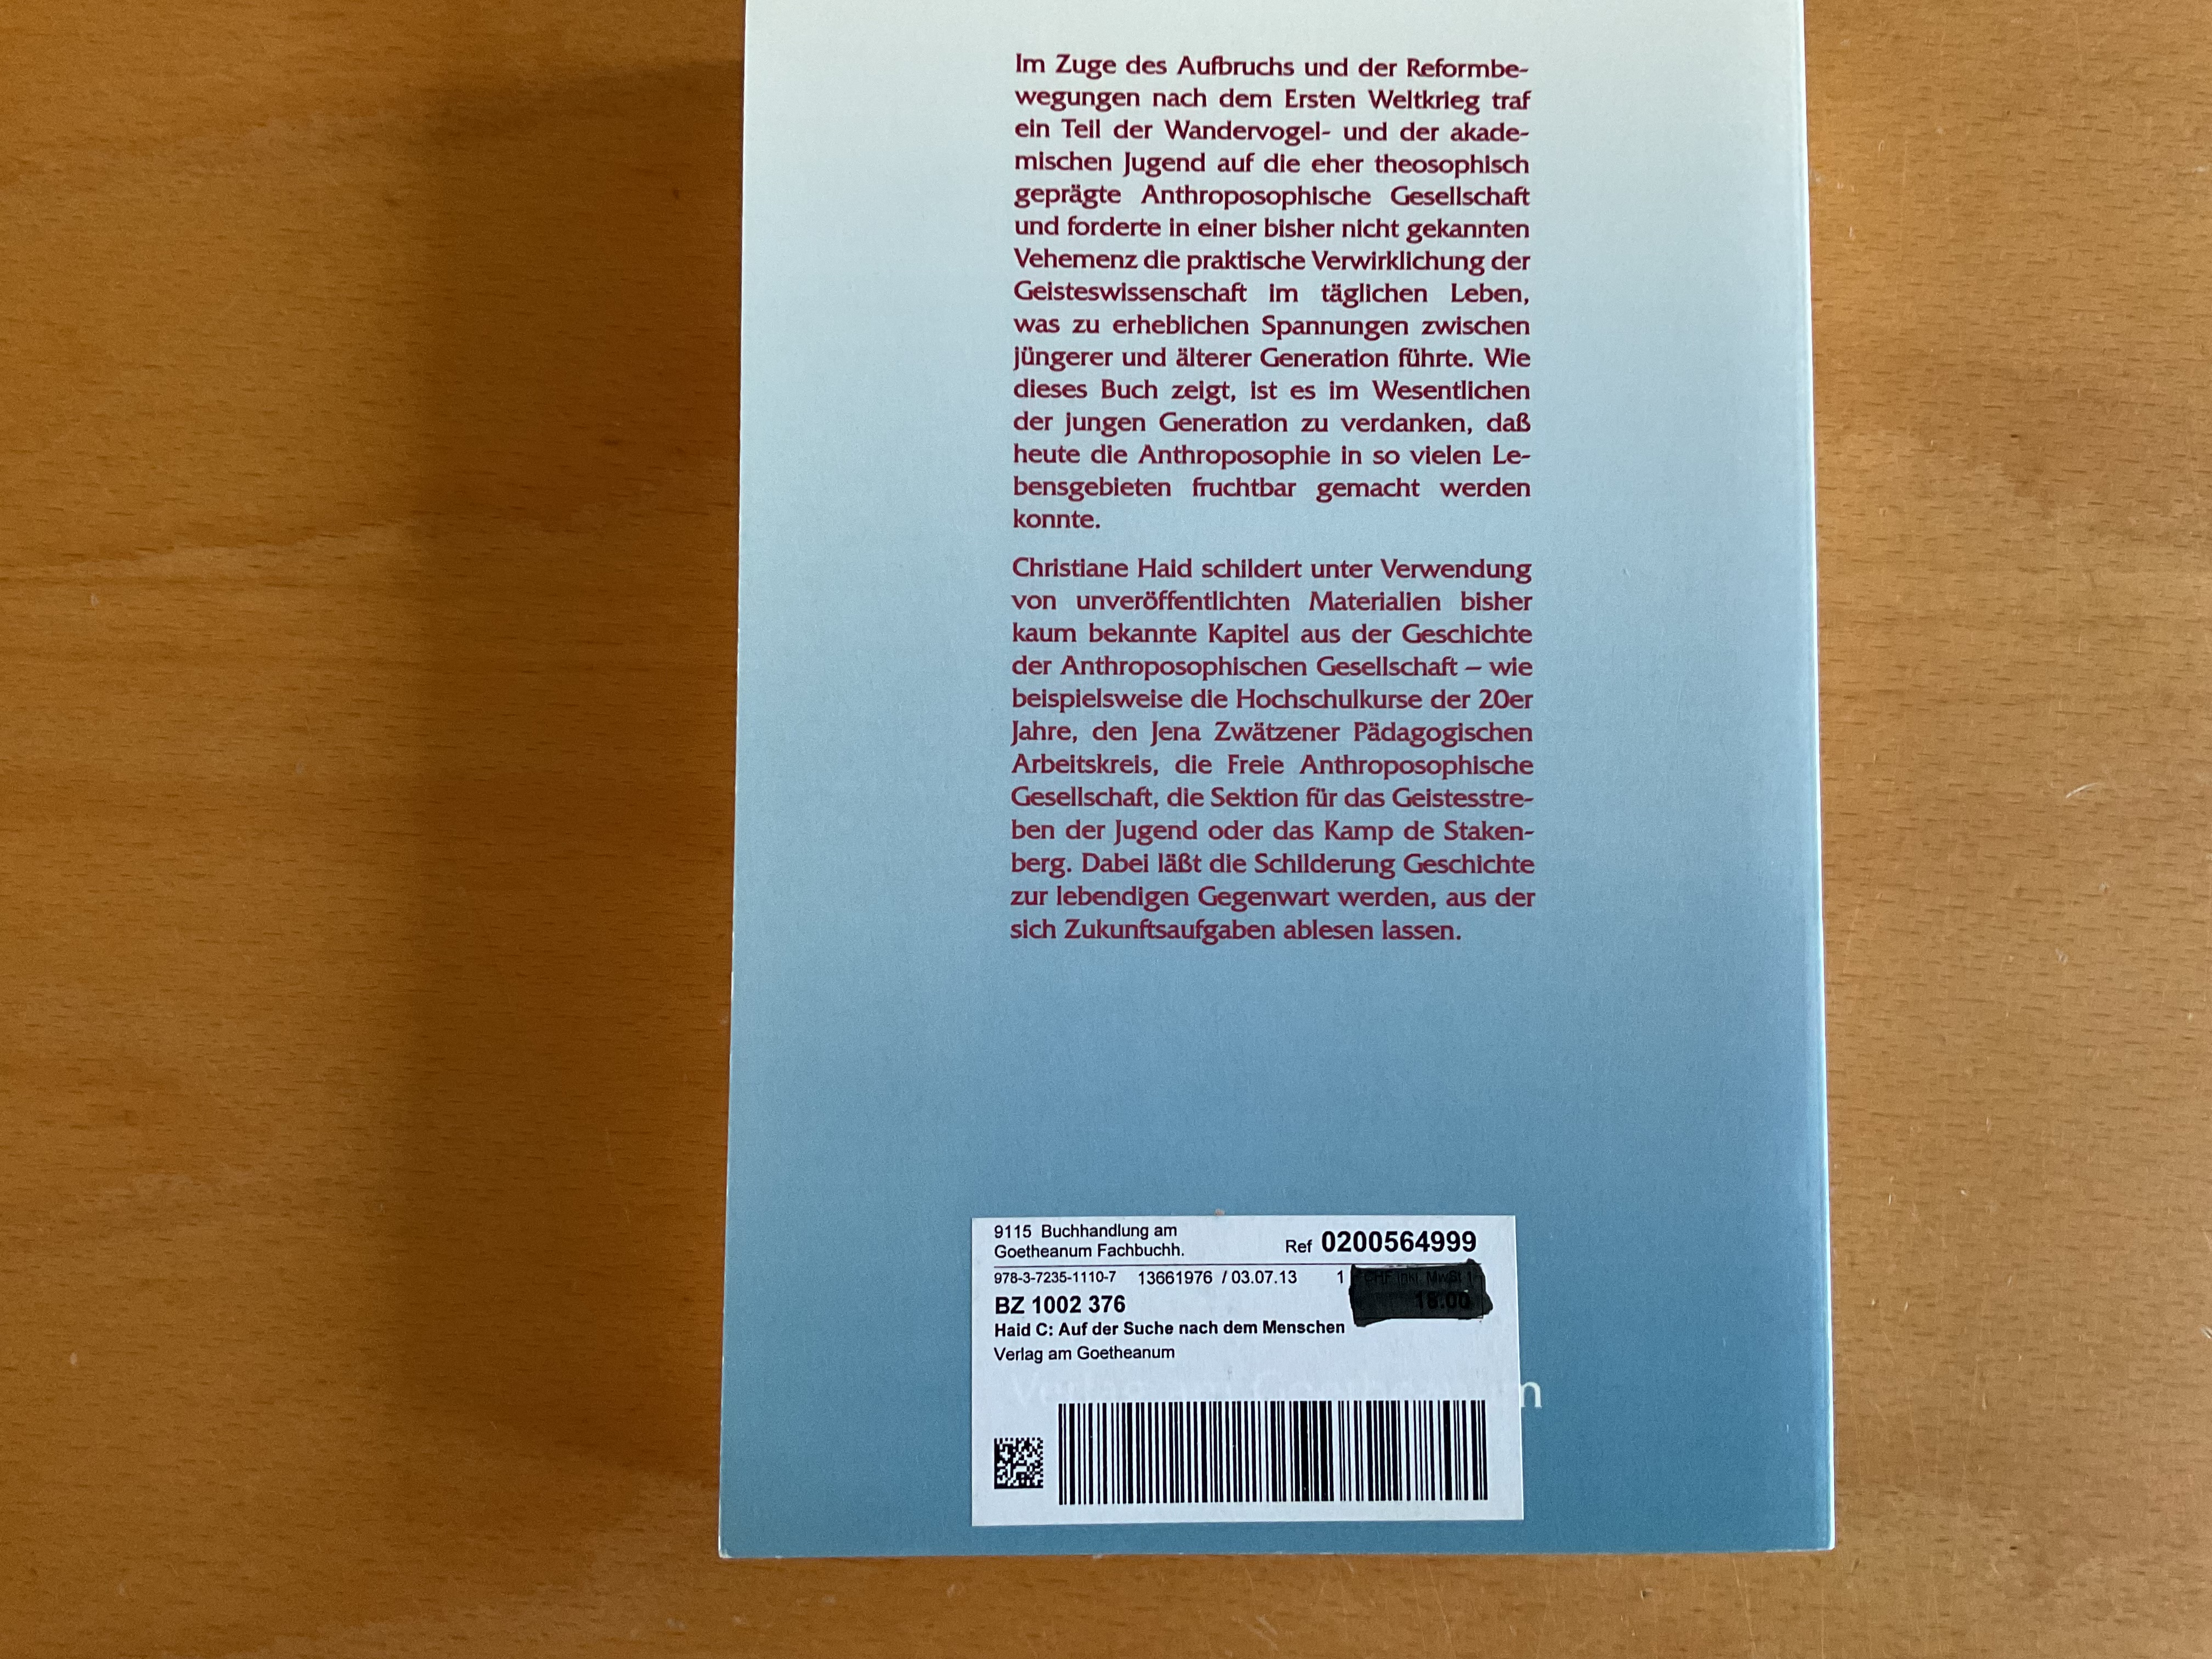 Im Zuge des Aufbruchs und der Reformbe-
wegungen nach dem Ersten Weltkrieg traf
ein Teil der Wandervogel- und der akade-
mischen Jugend auf die eher theosophisch
geprägte Anthroposophische Gesellschaft
und forderte in einer bisher nicht gekannten
Vehemenz die praktische Verwirklichung der
Geisteswissenschaft im täglichen Leben,
was zu erheblichen Spannungen zwischen
jüngerer und älterer Generation führte. Wie
dieses Buch zeigt, ist es im Wesentlichen
der jungen Generation zu verdanken, daß
heute die Anthroposophie in so vielen Le-
bensgebieten fruchtbar gemacht werden
konnte.
Christiane Haid schildert unter Verwendung
von unveröffentlichten Materialien bisher
kaum bekannte Kapitel aus der Geschichte
der Anthroposophischen Gesellschaft – wie
beispielsweise die Hochschulkurse der 20er
Jahre, den Jena Zwätzener Pädagogischen
Arbeitskreis, die Freie Anthroposophische
Gesellschaft, die Sektion für das Geistesstre-
ben der Jugend oder das Kamp de Staken-
berg. Dabei läßt die Schilderung Geschichte
zur lebendigen Gegenwart werden, aus der
sich Zukunftsaufgaben ablesen lassen.
9115 Buchhandlung am
Goetheanum Fachbuchh.
Ref 0200564999
978-3-7235-1110-7 13661976 / 03.07.13 1 CHF inkl. MwSt
18.00
BZ 1002 376
Haid C: Auf der Suche nach dem Menschen
Verlag am Goetheanum
Verlag am Goetheanum